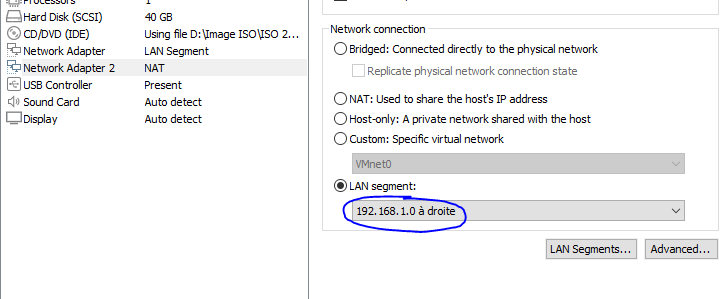 Processors 1
Hard Disk (SCSI) 40 GB
CD/DVD (IDE) Using file D:\Image ISO\ISO 2...
Network Adapter LAN Segment
Network Adapter 2 NAT
USB Controller Present
Sound Card Auto detect
Display Auto detect
Network connection
Bridged: Connected directly to the physical network
Replicate physical network connection state
NAT: Used to share the host's IP address
Host-only: A private network shared with the host
Custom: Specific virtual network
VMnet0
LAN segment:
192.168.1.0 à droite
LAN Segments... Advanced...